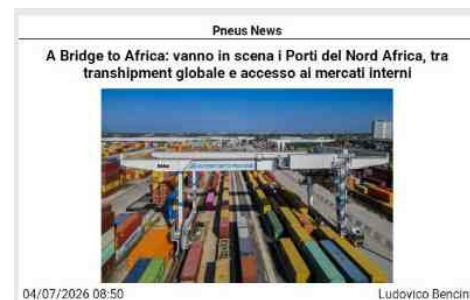 Pneus News
A Bridge to Africa: vanno in scena i Porti del Nord Africa, tra
transhipment globale e accesso ai mercati interni
04/07/2026 08:50
Ludovico Bencini